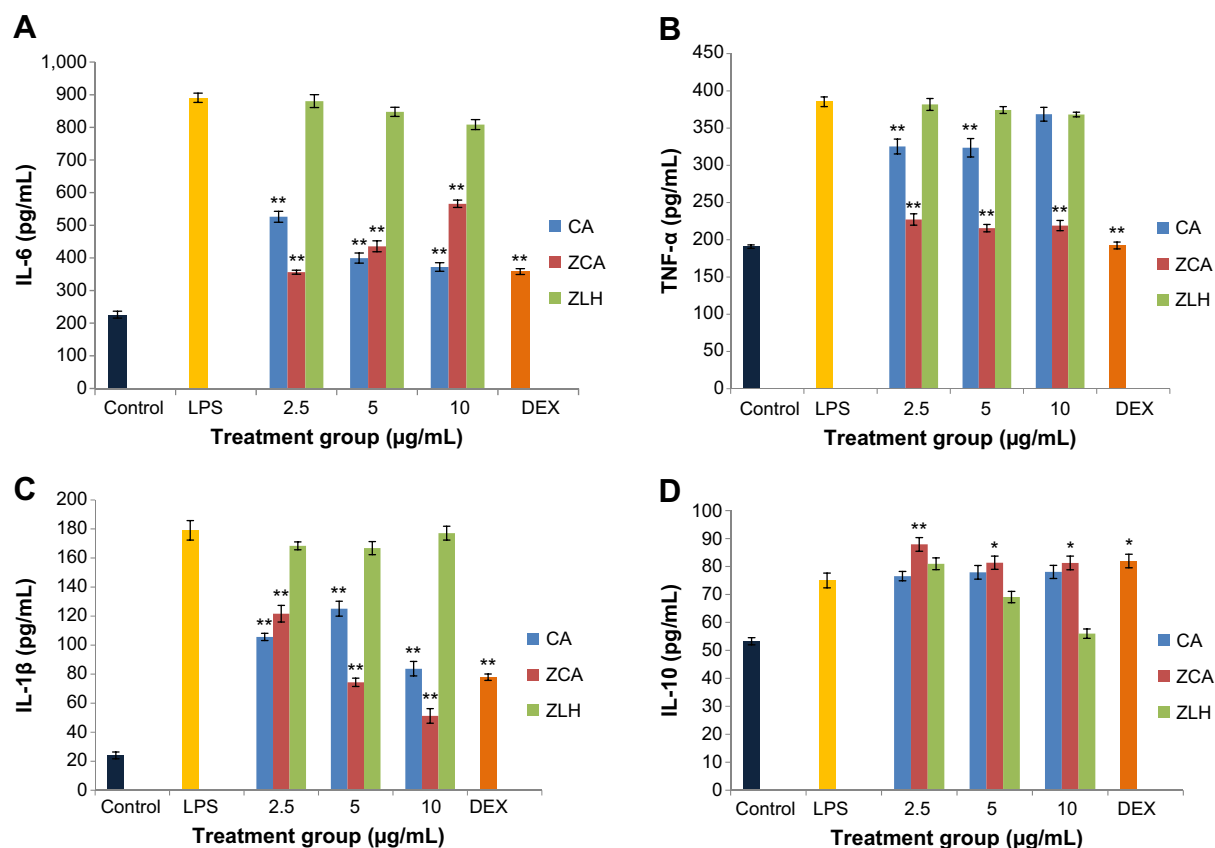 A
1,000
900
800
700
600
500
400
300
200
100
0
IL-6 (pg/mL)
** ** ** ** ** ** **
CA
ZCA
ZLH
Control LPS 2.5 5 10 DEX
Treatment group (µg/mL)
B
450
400
350
300
250
200
150
100
50
0
TNF-α (pg/mL)
** ** ** ** ** **
CA
ZCA
ZLH
Control LPS 2.5 5 10 DEX
Treatment group (µg/mL)
C
200
180
160
140
120
100
80
60
40
20
0
IL-1β (pg/mL)
** ** ** ** ** ** **
CA
ZCA
ZLH
Control LPS 2.5 5 10 DEX
Treatment group (µg/mL)
D
100
90
80
70
60
50
40
30
20
10
0
IL-10 (pg/mL)
** * * *
CA
ZCA
ZLH
Control LPS 2.5 5 10 DEX
Treatment group (µg/mL)